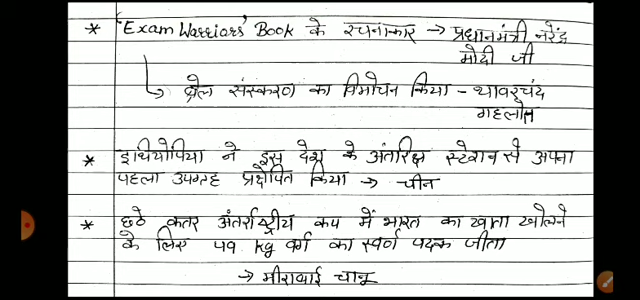 * 'Exam Warriors' Book के रचनाकार → प्रधानमंत्री नरेंद्र
मोदी जी
↳ ब्रेल संस्करण का विमोचन किया - थावरचंद
गहलोत
* इथियोपिया ने इस देश के अंतरिक्ष स्टेशन से अपना
पहला उपग्रह प्रक्षेपित किया → चीन
* छठे कतर अंतर्राष्ट्रीय कप में भारत का खाता खोलने
के लिए 49 kg वर्ग का स्वर्ण पदक जीता
→ मीराबाई चानू